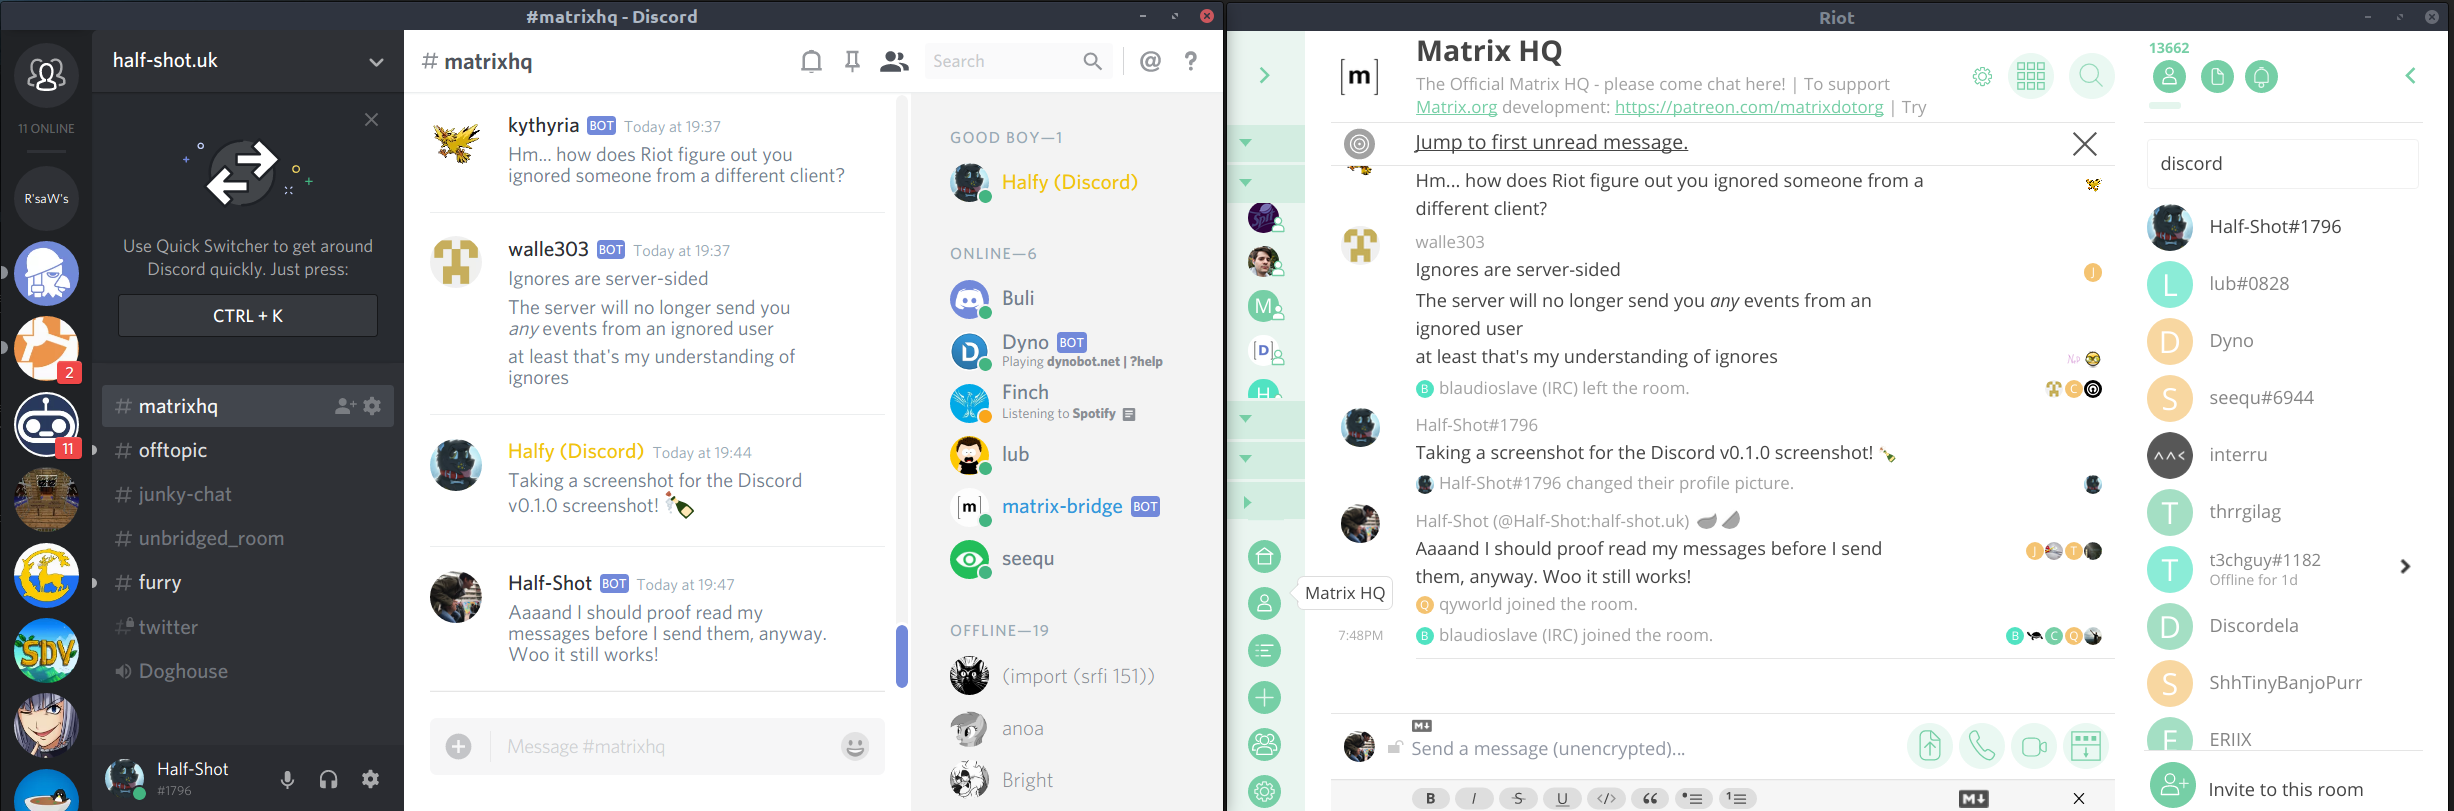 #matrixhq - Discord
11 ONLINE
R'saW's
2
11
SDV
half-shot.uk
Use Quick Switcher to get around
Discord quickly. Just press:
CTRL + K
# matrixhq
# offtopic
# junky-chat
# unbridged_room
# furry
# twitter
Doghouse
Half-Shot
#1796
# matrixhq
Search
@ ?
kythyria BOT Today at 19:37
Hm... how does Riot figure out you
ignored someone from a different client?
walle303 BOT Today at 19:37
Ignores are server-sided
The server will no longer send you
any events from an ignored user
at least that's my understanding of
ignores
Halfy (Discord) Today at 19:44
Taking a screenshot for the Discord
v0.1.0 screenshot! 🍾
Half-Shot BOT Today at 19:47
Aaaand I should proof read my
messages before I send them, anyway.
Woo it still works!
Message #matrixhq
GOOD BOY—1
Halfy (Discord)
ONLINE—6
Buli
D
Dyno BOT
Playing dynobot.net | ?help
Finch
Listening to Spotify
lub
[m]
matrix-bridge BOT
seequ
OFFLINE—19
(import (srfi 151))
anoa
Bright
Riot
M
[D]
H
[m]
Matrix HQ
The Official Matrix HQ - please come chat here! | To support
Matrix.org development: https://patreon.com/matrixdotorg | Try
Jump to first unread message.
Hm... how does Riot figure out you ignored someone from a
different client?
walle303
Ignores are server-sided
J
The server will no longer send you any events from an
ignored user
at least that's my understanding of ignores
B blaudioslave (IRC) left the room.
C
Half-Shot#1796
Taking a screenshot for the Discord v0.1.0 screenshot! 🍾
Half-Shot#1796 changed their profile picture.
Half-Shot (@Half-Shot:half-shot.uk)
Aaaand I should proof read my messages before I send
them, anyway. Woo it still works!
J T
Q qyworld joined the room.
7:48PM B blaudioslave (IRC) joined the room.
B C Q
Matrix HQ
M
Send a message (unencrypted)...
B I S U </> “
M
13662
discord
Half-Shot#1796
L lub#0828
D Dyno
S seequ#6944
^^< interru
T thrrgilag
T t3chguy#1182
Offline for 1d
D Discordela
S ShhTinyBanjoPurr
E ERIIX
Invite to this room